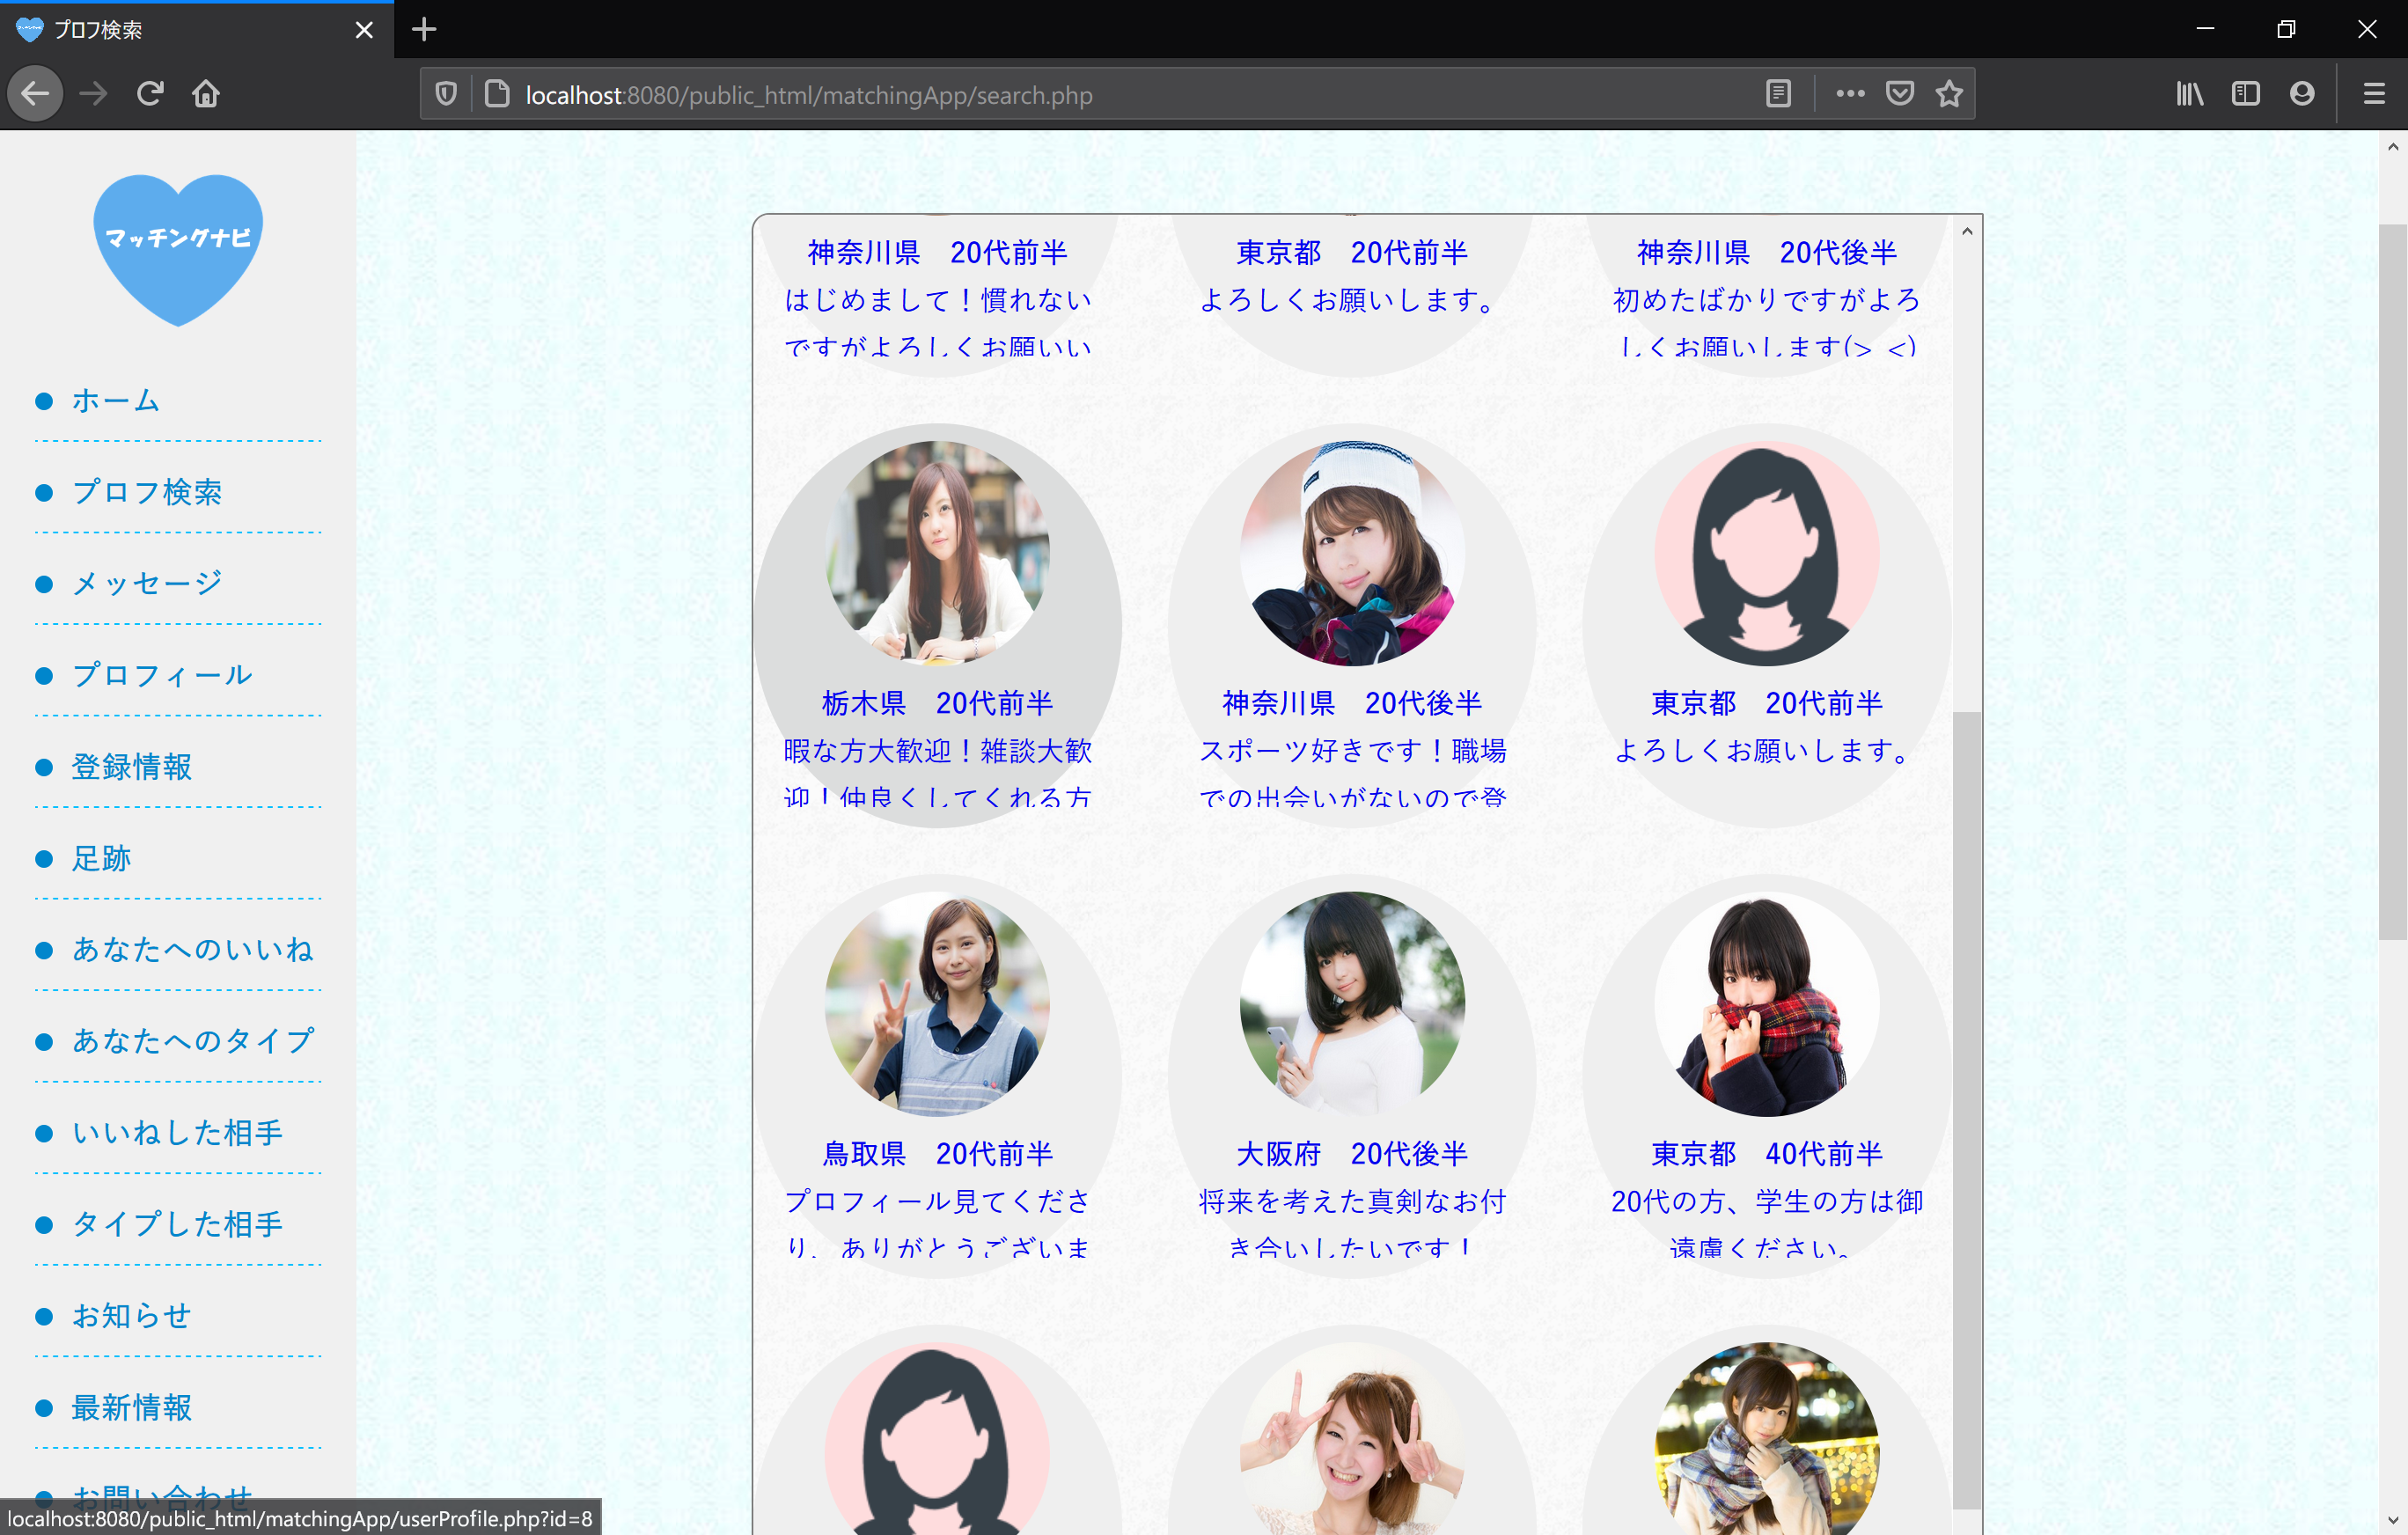 プロフ検索
localhost:8080/public_html/matchingApp/search.php
マッチングナビ
ホーム
プロフ検索
メッセージ
プロフィール
登録情報
足跡
あなたへのいいね
あなたへのタイプ
いいねした相手
タイプした相手
お知らせ
最新情報
お問い合わせ
神奈川県　20代前半
はじめまして！慣れない
ですがよろしくお願いい
東京都　20代前半
よろしくお願いします。
神奈川県　20代後半
初めたばかりですがよろ
しくお願いします(>_<)
栃木県　20代前半
暇な方大歓迎！雑談大歓
迎！仲良くしてくれる方
神奈川県　20代後半
スポーツ好きです！職場
での出会いがないので登
東京都　20代前半
よろしくお願いします。
鳥取県　20代前半
プロフィール見てくださ
り、ありがとうございま
大阪府　20代後半
将来を考えた真剣なお付
き合いしたいです！
東京都　40代前半
20代の方、学生の方は御
遠慮ください。
localhost:8080/public_html/matchingApp/userProfile.php?id=8